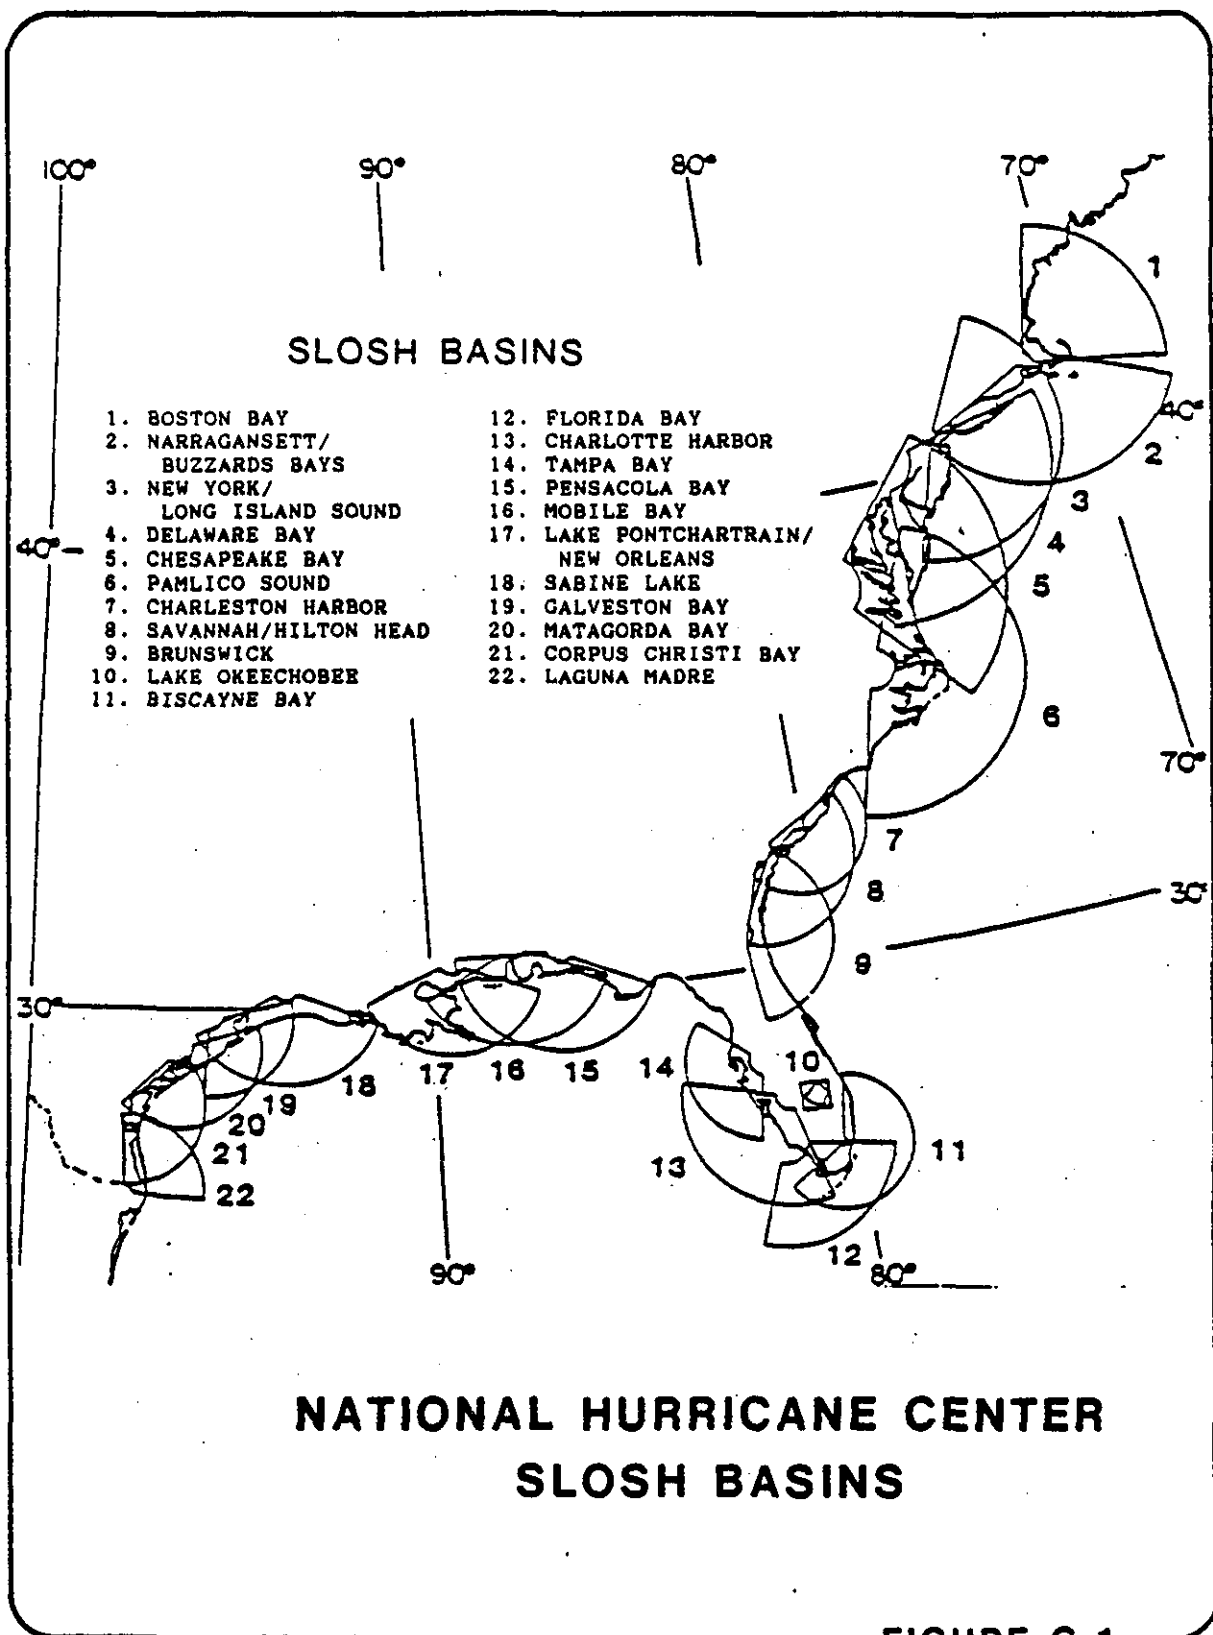 100° 90° 80° 70°
SLOSH BASINS
1. BOSTON BAY
2. NARRAGANSETT/
BUZZARDS BAYS
3. NEW YORK/
LONG ISLAND SOUND
4. DELAWARE BAY
5. CHESAPEAKE BAY
6. PAMLICO SOUND
7. CHARLESTON HARBOR
8. SAVANNAH/HILTON HEAD
9. BRUNSWICK
10. LAKE OKEECHOBEE
11. BISCAYNE BAY
12. FLORIDA BAY
13. CHARLOTTE HARBOR
14. TAMPA BAY
15. PENSACOLA BAY
16. MOBILE BAY
17. LAKE PONTCHARTRAIN/
NEW ORLEANS
18. SABINE LAKE
19. GALVESTON BAY
20. MATAGORDA BAY
21. CORPUS CHRISTI BAY
22. LAGUNA MADRE
1
40°
2
3
4
40°
5
6
70°
7
8
30°
9
30°
10
14
15
16
17
18
19
20
21
22
13
11
12
90°
80°
NATIONAL HURRICANE CENTER
SLOSH BASINS
FIGURE C-1